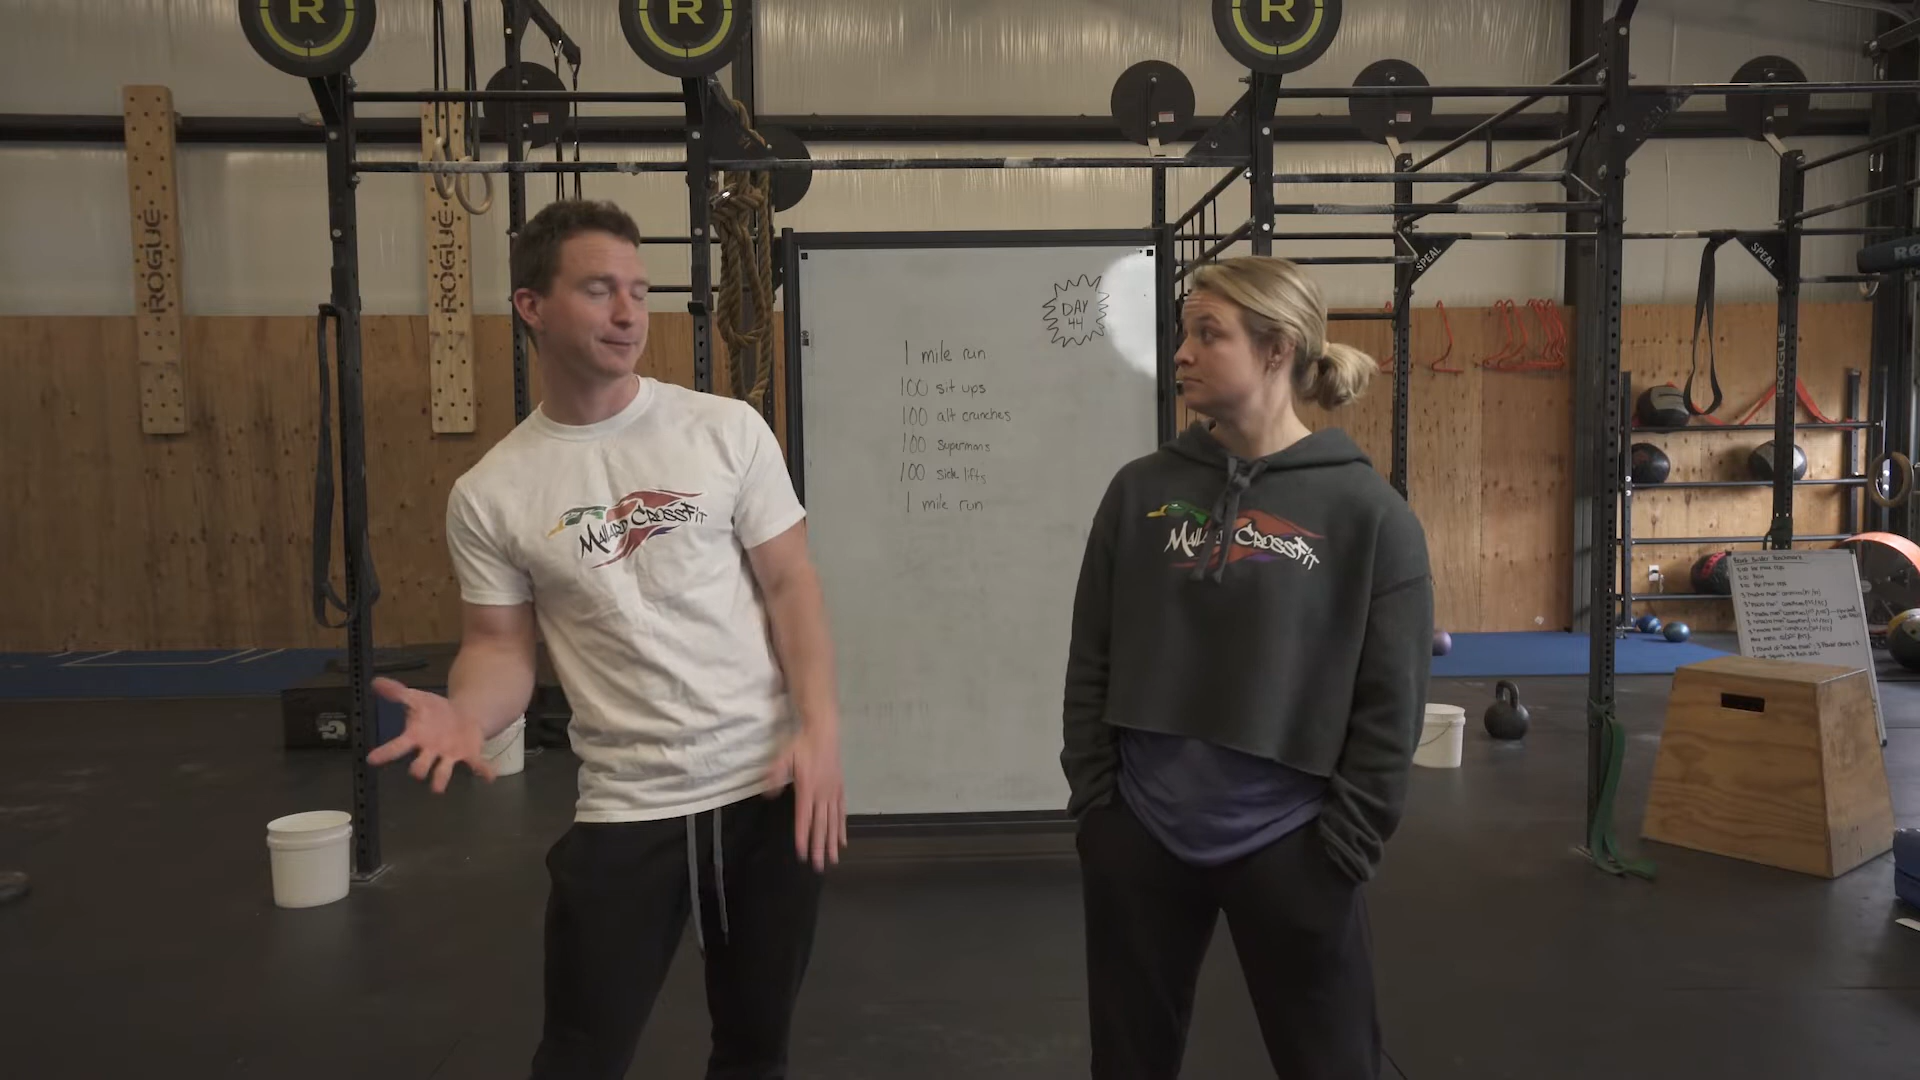 R
R
R
ROGUE
ROGUE
SPEAL
SPEAL
ROGUE
DAY
44
1 mile run
100 sit ups
100 alt crunches
100 supermans
100 side lifts
1 mile run
MALLARD CROSSFIT
CROSSFIT